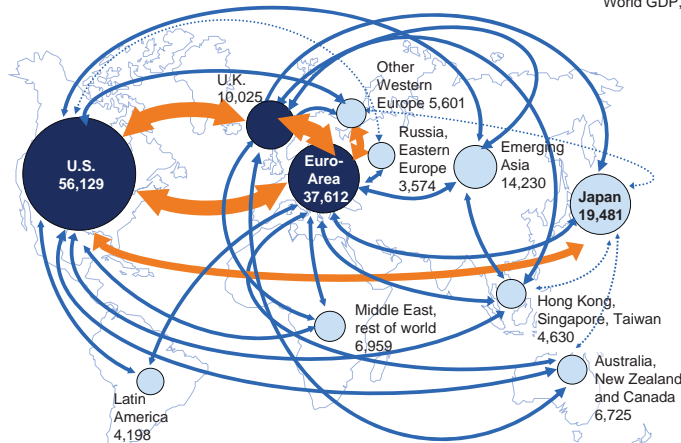 World GDP,
U.K.
10,025
Other
Western
Europe 5,601
Russia,
Eastern
Europe
3,574
U.S.
56,129
Euro-
Area
37,612
Emerging
Asia
14,230
Japan
19,481
Middle East,
rest of world
6,959
Hong Kong,
Singapore, Taiwan
4,630
Latin
America
4,198
Australia,
New Zealand
and Canada
6,725